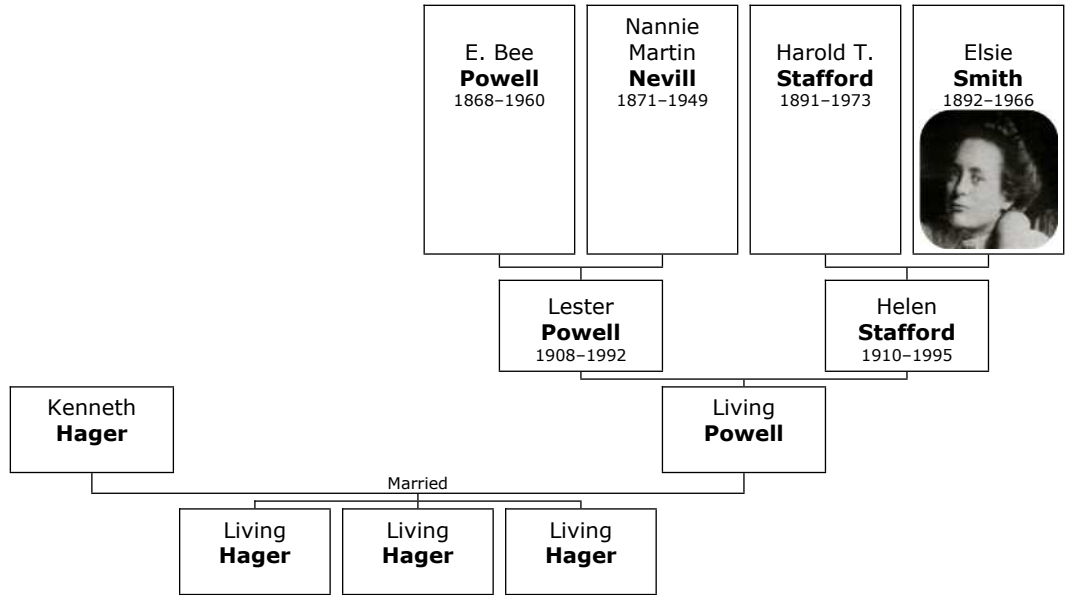 E. Bee
Powell
1868–1960
Nannie
Martin
Nevill
1871–1949
Harold T.
Stafford
1891–1973
Elsie
Smith
1892–1966
Lester
Powell
1908–1992
Helen
Stafford
1910–1995
Kenneth
Hager
Living
Powell
Married
Living
Hager
Living
Hager
Living
Hager